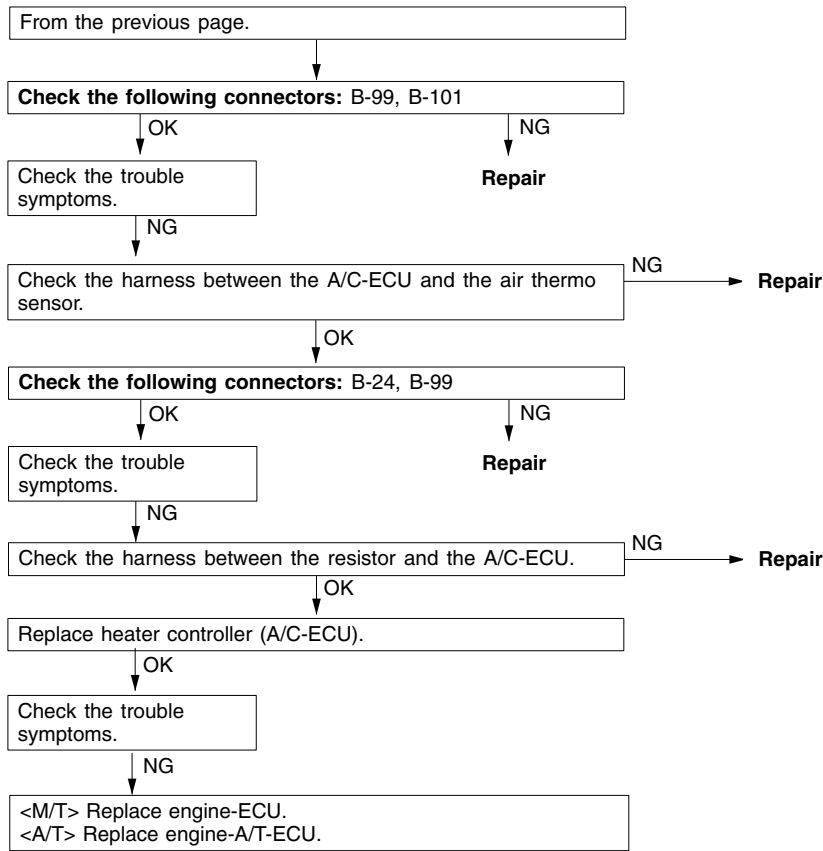 From the previous page.
Check the following connectors: B-99, B-101
OK
NG
Check the trouble
symptoms.
Repair
NG
Check the harness between the A/C-ECU and the air thermo
sensor.
NG
Repair
OK
Check the following connectors: B-24, B-99
OK
NG
Check the trouble
symptoms.
Repair
NG
Check the harness between the resistor and the A/C-ECU.
NG
Repair
OK
Replace heater controller (A/C-ECU).
OK
Check the trouble
symptoms.
NG
<M/T> Replace engine-ECU.
<A/T> Replace engine-A/T-ECU.